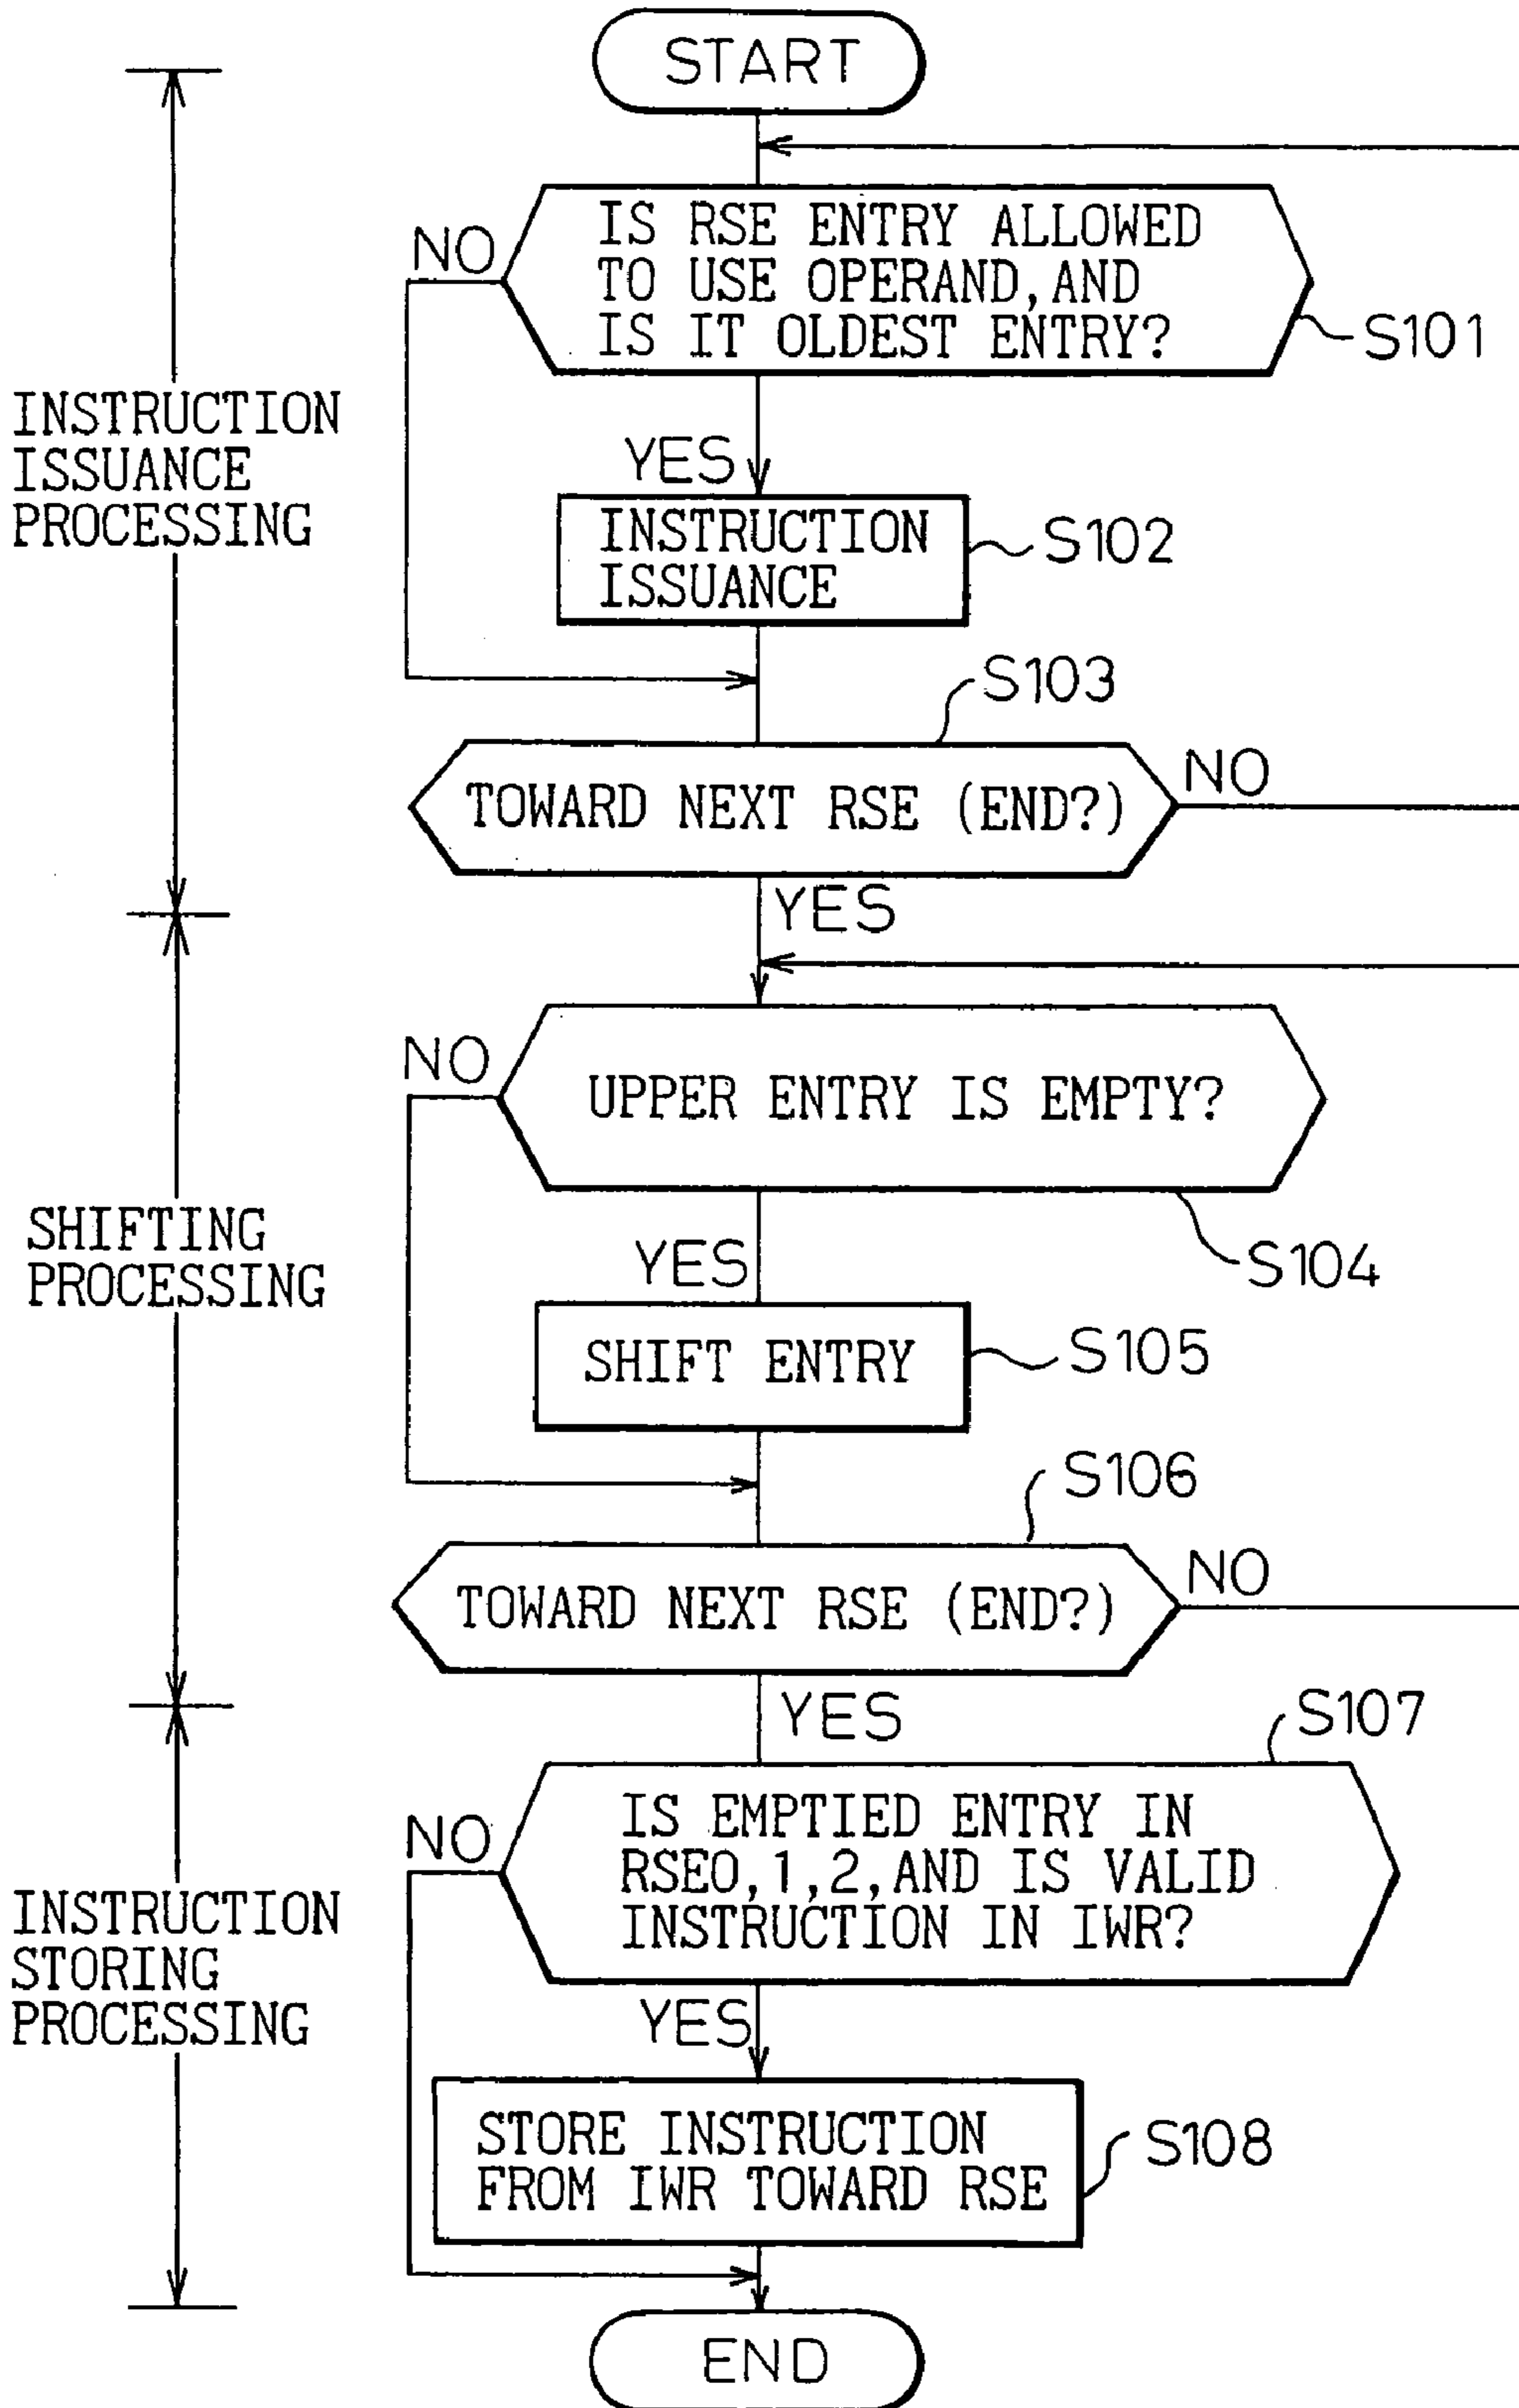 START
NO
IS RSE ENTRY ALLOWED
TO USE OPERAND, AND
IS IT OLDEST ENTRY?
S101
INSTRUCTION
ISSUANCE
PROCESSING
YES
INSTRUCTION
ISSUANCE
S102
S103
TOWARD NEXT RSE (END?)
NO
YES
NO
UPPER ENTRY IS EMPTY?
S104
SHIFTING
PROCESSING
YES
SHIFT ENTRY
S105
S106
TOWARD NEXT RSE (END?)
NO
YES
S107
NO
IS EMPTIED ENTRY IN
RSE0,1,2, AND IS VALID
INSTRUCTION IN IWR?
INSTRUCTION
STORING
PROCESSING
YES
STORE INSTRUCTION
FROM IWR TOWARD RSE
S108
END